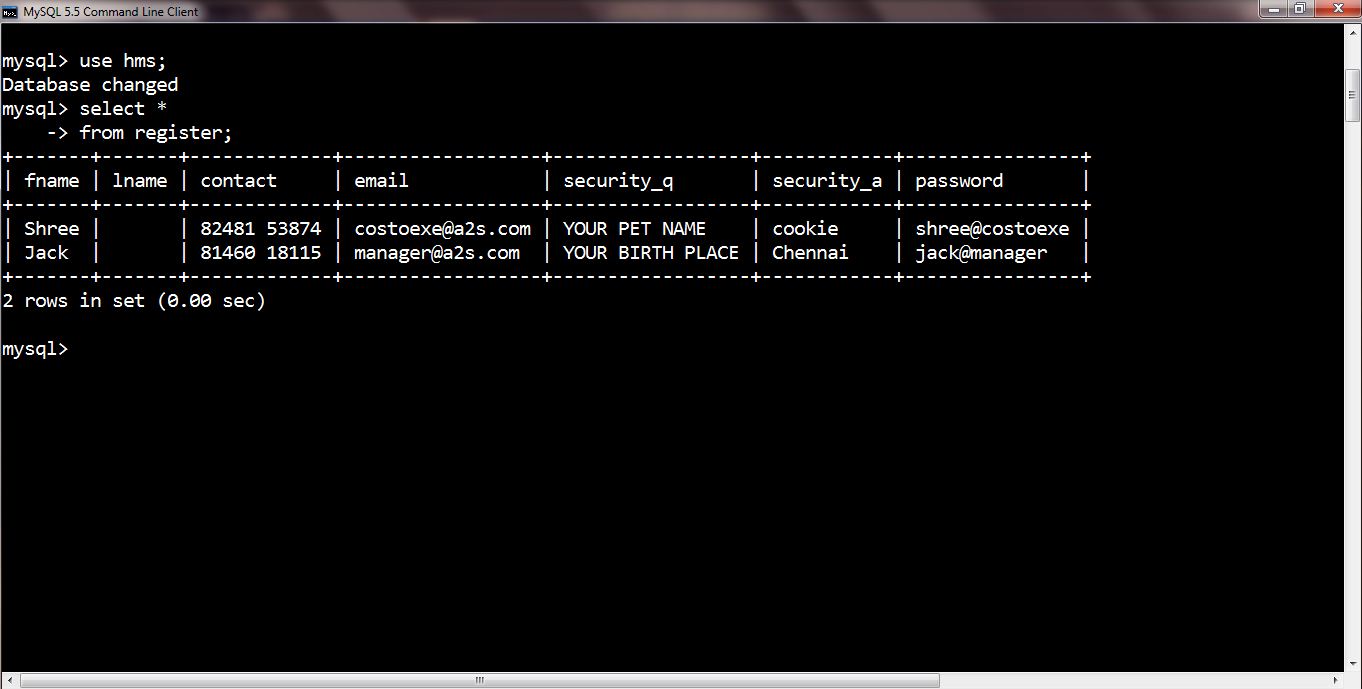 MySQL 5.5 Command Line Client
mysql> use hms;
Database changed
mysql> select *
    -> from register;
+-------+-------+-------------+------------------+------------------+------------+----------------+
| fname | lname | contact     | email            | security_q       | security_a | password       |
+-------+-------+-------------+------------------+------------------+------------+----------------+
| Shree |       | 82481 53874 | costoexe@a2s.com | YOUR PET NAME    | cookie     | shree@costoexe |
| Jack  |       | 81460 18115 | manager@a2s.com  | YOUR BIRTH PLACE | Chennai    | jack@manager   |
+-------+-------+-------------+------------------+------------------+------------+----------------+
2 rows in set (0.00 sec)
mysql>